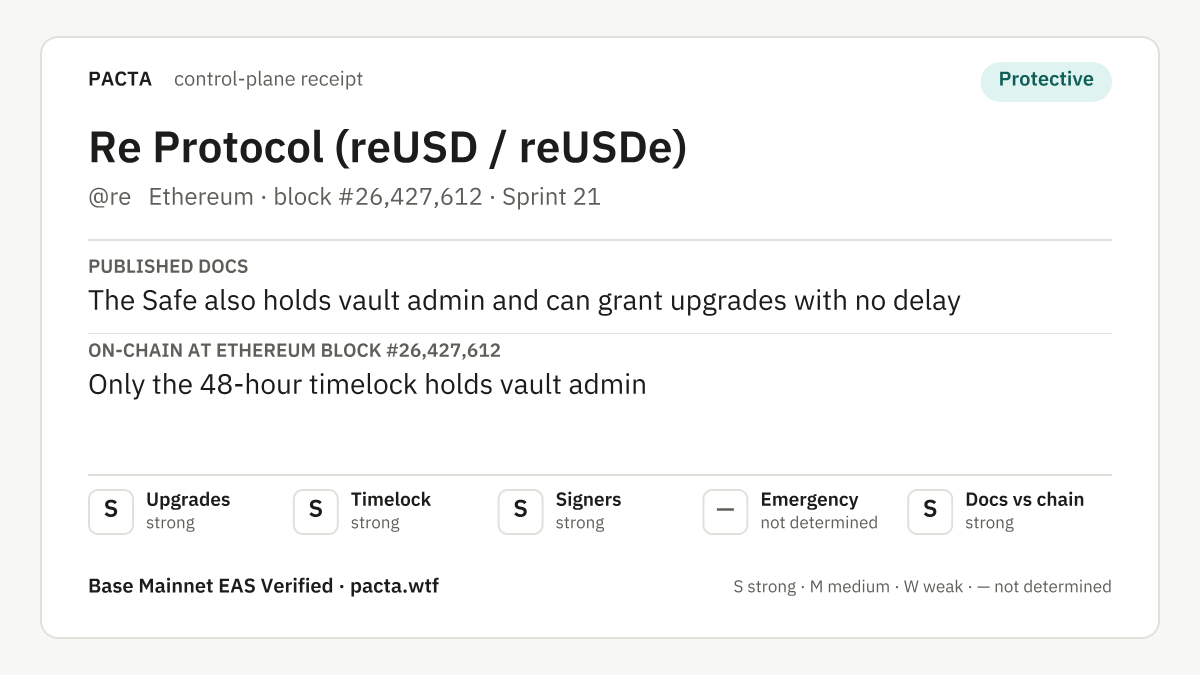 PACTA control-plane receipt
Protective
Re Protocol (reUSD / reUSDe)
@re Ethereum · block #26,427,612 · Sprint 21
PUBLISHED DOCS
The Safe also holds vault admin and can grant upgrades with no delay
ON-CHAIN AT ETHEREUM BLOCK #26,427,612
Only the 48-hour timelock holds vault admin
S Upgrades strong
S Timelock strong
S Signers strong
— Emergency not determined
S Docs vs chain strong
Base Mainnet EAS Verified · pacta.wtf
S strong · M medium · W weak · — not determined